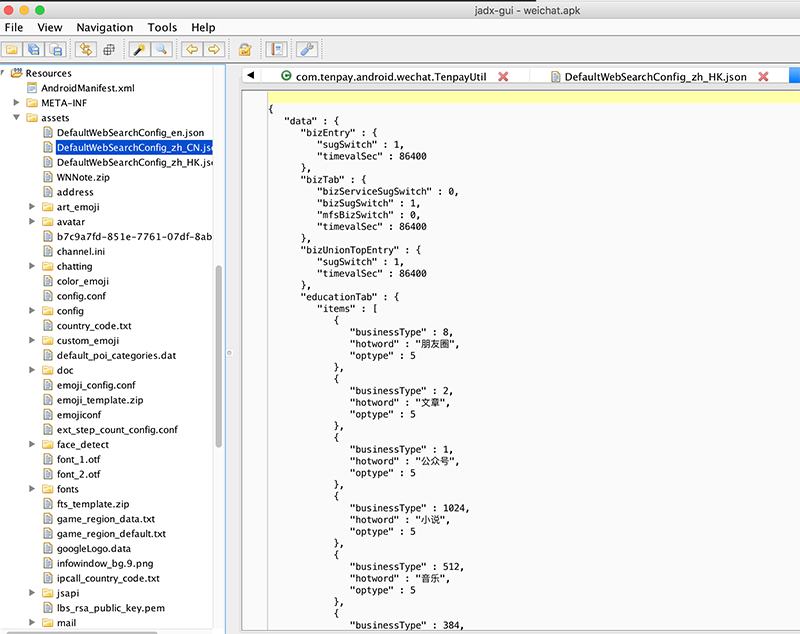 jadx-gui - weichat.apk
File View Navigation Tools Help
Resources
AndroidManifest.xml
META-INF
assets
DefaultWebSearchConfig_en.json
DefaultWebSearchConfig_zh_CN.js
DefaultWebSearchConfig_zh_HK.js
WNNote.zip
address
art_emoji
avatar
b7c9a7fd-851e-7761-07df-8ab
channel.ini
chatting
color_emoji
config.conf
config
country_code.txt
custom_emoji
default_poi_categories.dat
doc
emoji_config.conf
emoji_template.zip
emojiconf
ext_step_count_config.conf
face_detect
font_1.otf
font_2.otf
fonts
fts_template.zip
game_region_data.txt
game_region_default.txt
googleLogo.data
infowindow_bg.9.png
ipcall_country_code.txt
jsapi
lbs_rsa_public_key.pem
mail
com.tenpay.android.wechat.TenpayUtil
DefaultWebSearchConfig_zh_HK.json
{
"data" : {
"bizEntry" : {
"sugSwitch" : 1,
"timevalSec" : 86400
},
"bizTab" : {
"bizServiceSugSwitch" : 0,
"bizSugSwitch" : 1,
"mfsBizSwitch" : 0,
"timevalSec" : 86400
},
"bizUnionTopEntry" : {
"sugSwitch" : 1,
"timevalSec" : 86400
},
"educationTab" : {
"items" : [
{
"businessType" : 8,
"hotword" : "朋友圈",
"optype" : 5
},
{
"businessType" : 2,
"hotword" : "文章",
"optype" : 5
},
{
"businessType" : 1,
"hotword" : "公众号",
"optype" : 5
},
{
"businessType" : 1024,
"hotword" : "小说",
"optype" : 5
},
{
"businessType" : 512,
"hotword" : "音乐",
"optype" : 5
},
{
"businessType" : 384,